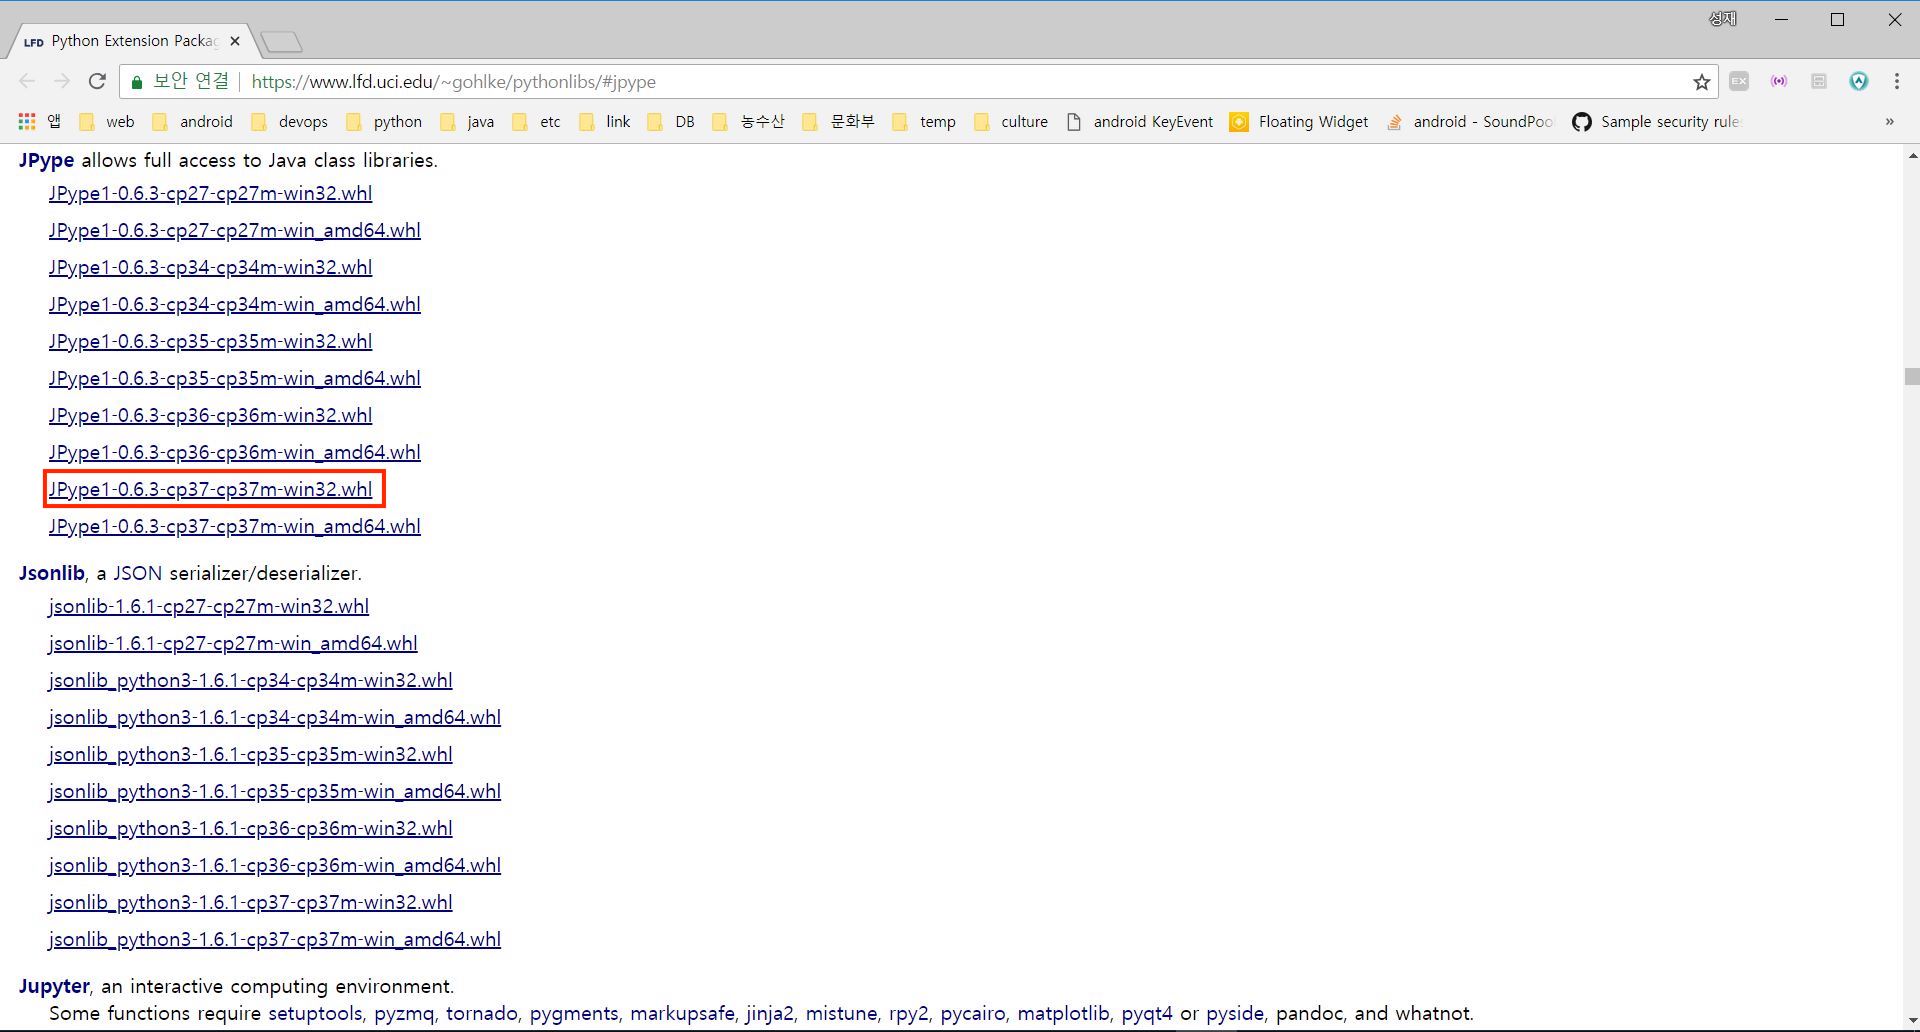 성재
LFD Python Extension Packag
보안 연결 https://www.lfd.uci.edu/~gohlke/pythonlibs/#jpype
EX
앱 web android devops python java etc link DB 농수산 문화부 temp culture android KeyEvent Floating Widget android - SoundPool Sample security rules »
JPype allows full access to Java class libraries.
JPype1-0.6.3-cp27-cp27m-win32.whl
JPype1-0.6.3-cp27-cp27m-win_amd64.whl
JPype1-0.6.3-cp34-cp34m-win32.whl
JPype1-0.6.3-cp34-cp34m-win_amd64.whl
JPype1-0.6.3-cp35-cp35m-win32.whl
JPype1-0.6.3-cp35-cp35m-win_amd64.whl
JPype1-0.6.3-cp36-cp36m-win32.whl
JPype1-0.6.3-cp36-cp36m-win_amd64.whl
JPype1-0.6.3-cp37-cp37m-win32.whl
JPype1-0.6.3-cp37-cp37m-win_amd64.whl
Jsonlib, a JSON serializer/deserializer.
jsonlib-1.6.1-cp27-cp27m-win32.whl
jsonlib-1.6.1-cp27-cp27m-win_amd64.whl
jsonlib_python3-1.6.1-cp34-cp34m-win32.whl
jsonlib_python3-1.6.1-cp34-cp34m-win_amd64.whl
jsonlib_python3-1.6.1-cp35-cp35m-win32.whl
jsonlib_python3-1.6.1-cp35-cp35m-win_amd64.whl
jsonlib_python3-1.6.1-cp36-cp36m-win32.whl
jsonlib_python3-1.6.1-cp36-cp36m-win_amd64.whl
jsonlib_python3-1.6.1-cp37-cp37m-win32.whl
jsonlib_python3-1.6.1-cp37-cp37m-win_amd64.whl
Jupyter, an interactive computing environment.
Some functions require setuptools, pyzmq, tornado, pygments, markupsafe, jinja2, mistune, rpy2, pycairo, matplotlib, pyqt4 or pyside, pandoc, and whatnot.